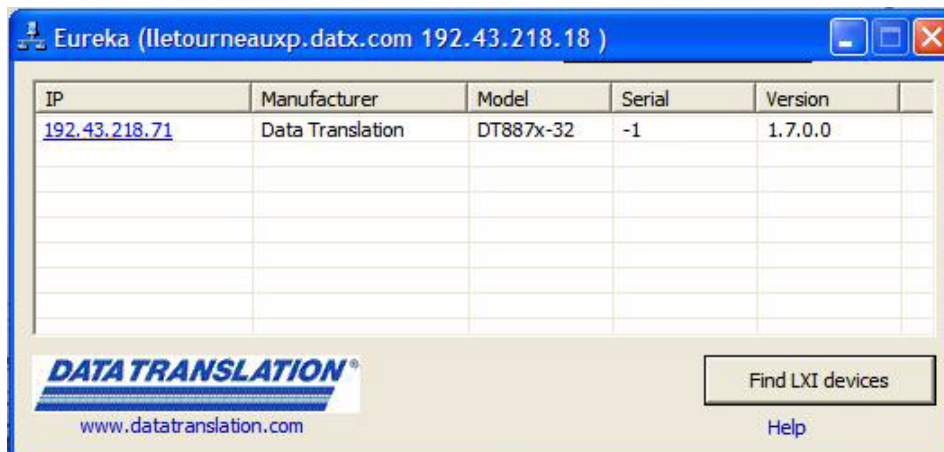 Eureka (lletourneauxp.datx.com 192.43.218.18 )
IP Manufacturer Model Serial Version
192.43.218.71 Data Translation DT887x-32 -1 1.7.0.0
DATA TRANSLATION®
Find LXI devices
www.datatranslation.com
Help